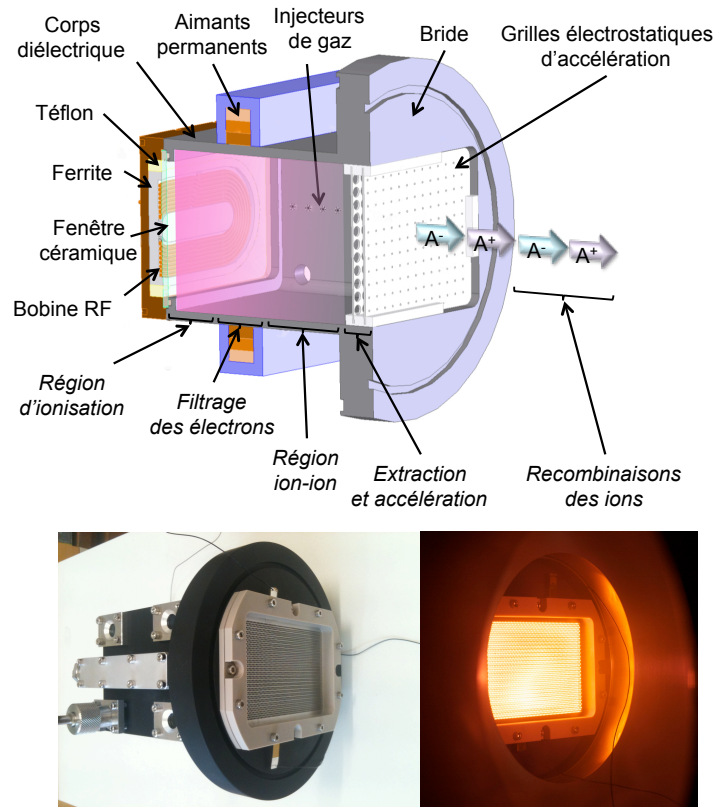 Corps
diélectrique
Aimants
permanents
Injecteurs
de gaz
Bride
Grilles électrostatiques
d'accélération
Téflon
Ferrite
Fenêtre
céramique
Bobine RF
A⁻
A⁺
A⁻
A⁺
Région
d'ionisation
Filtrage
des électrons
Région
ion-ion
Extraction
et accélération
Recombinaisons
des ions